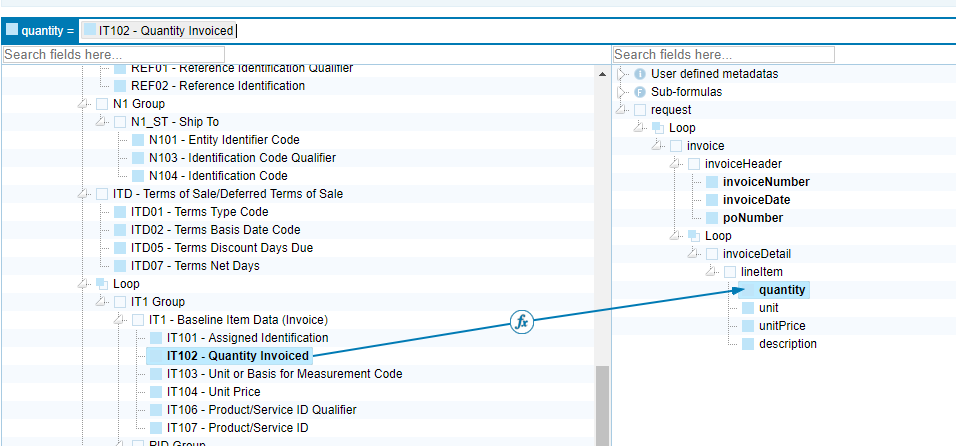 quantity = IT102 - Quantity Invoiced
Search fields here...
REF01 - Reference Identification Qualifier
REF02 - Reference Identification
N1 Group
N1_ST - Ship To
N101 - Entity Identifier Code
N103 - Identification Code Qualifier
N104 - Identification Code
ITD - Terms of Sale/Deferred Terms of Sale
ITD01 - Terms Type Code
ITD02 - Terms Basis Date Code
ITD05 - Terms Discount Days Due
ITD07 - Terms Net Days
Loop
IT1 Group
IT1 - Baseline Item Data (Invoice)
IT101 - Assigned Identification
IT102 - Quantity Invoiced
IT103 - Unit or Basis for Measurement Code
IT104 - Unit Price
IT106 - Product/Service ID Qualifier
IT107 - Product/Service ID
PID Group
fx
Search fields here...
I User defined metadatas
F Sub-formulas
request
Loop
invoice
invoiceHeader
invoiceNumber
invoiceDate
poNumber
Loop
invoiceDetail
lineItem
quantity
unit
unitPrice
description